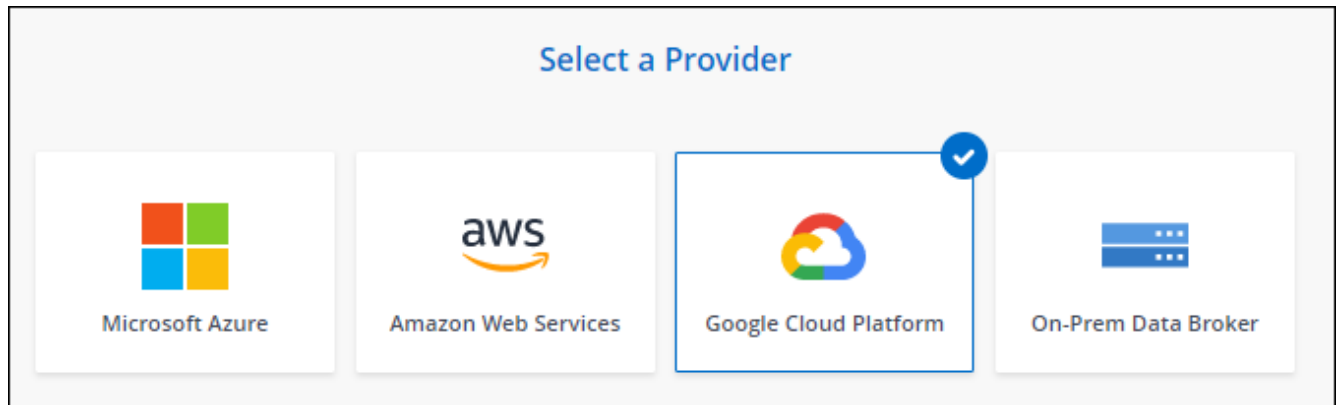 Select a Provider
aws
Microsoft Azure
Amazon Web Services
Google Cloud Platform
On-Prem Data Broker